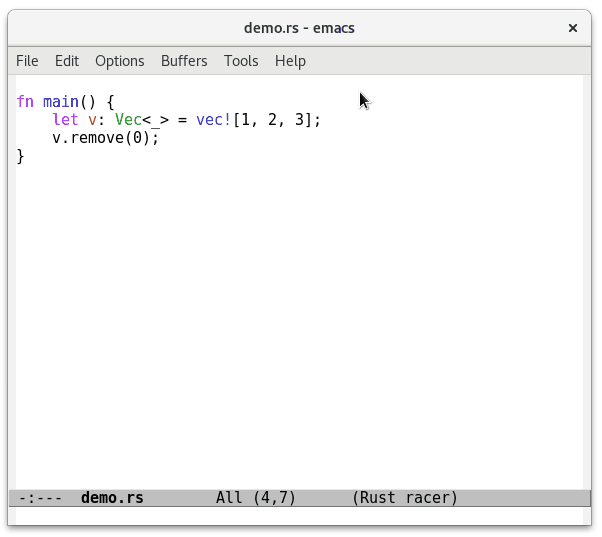 demo.rs - emacs ×
File Edit Options Buffers Tools Help
fn main() {
    let v: Vec<_> = vec![1, 2, 3];
    v.remove(0);
}
-:---  demo.rs        All (4,7)      (Rust racer)